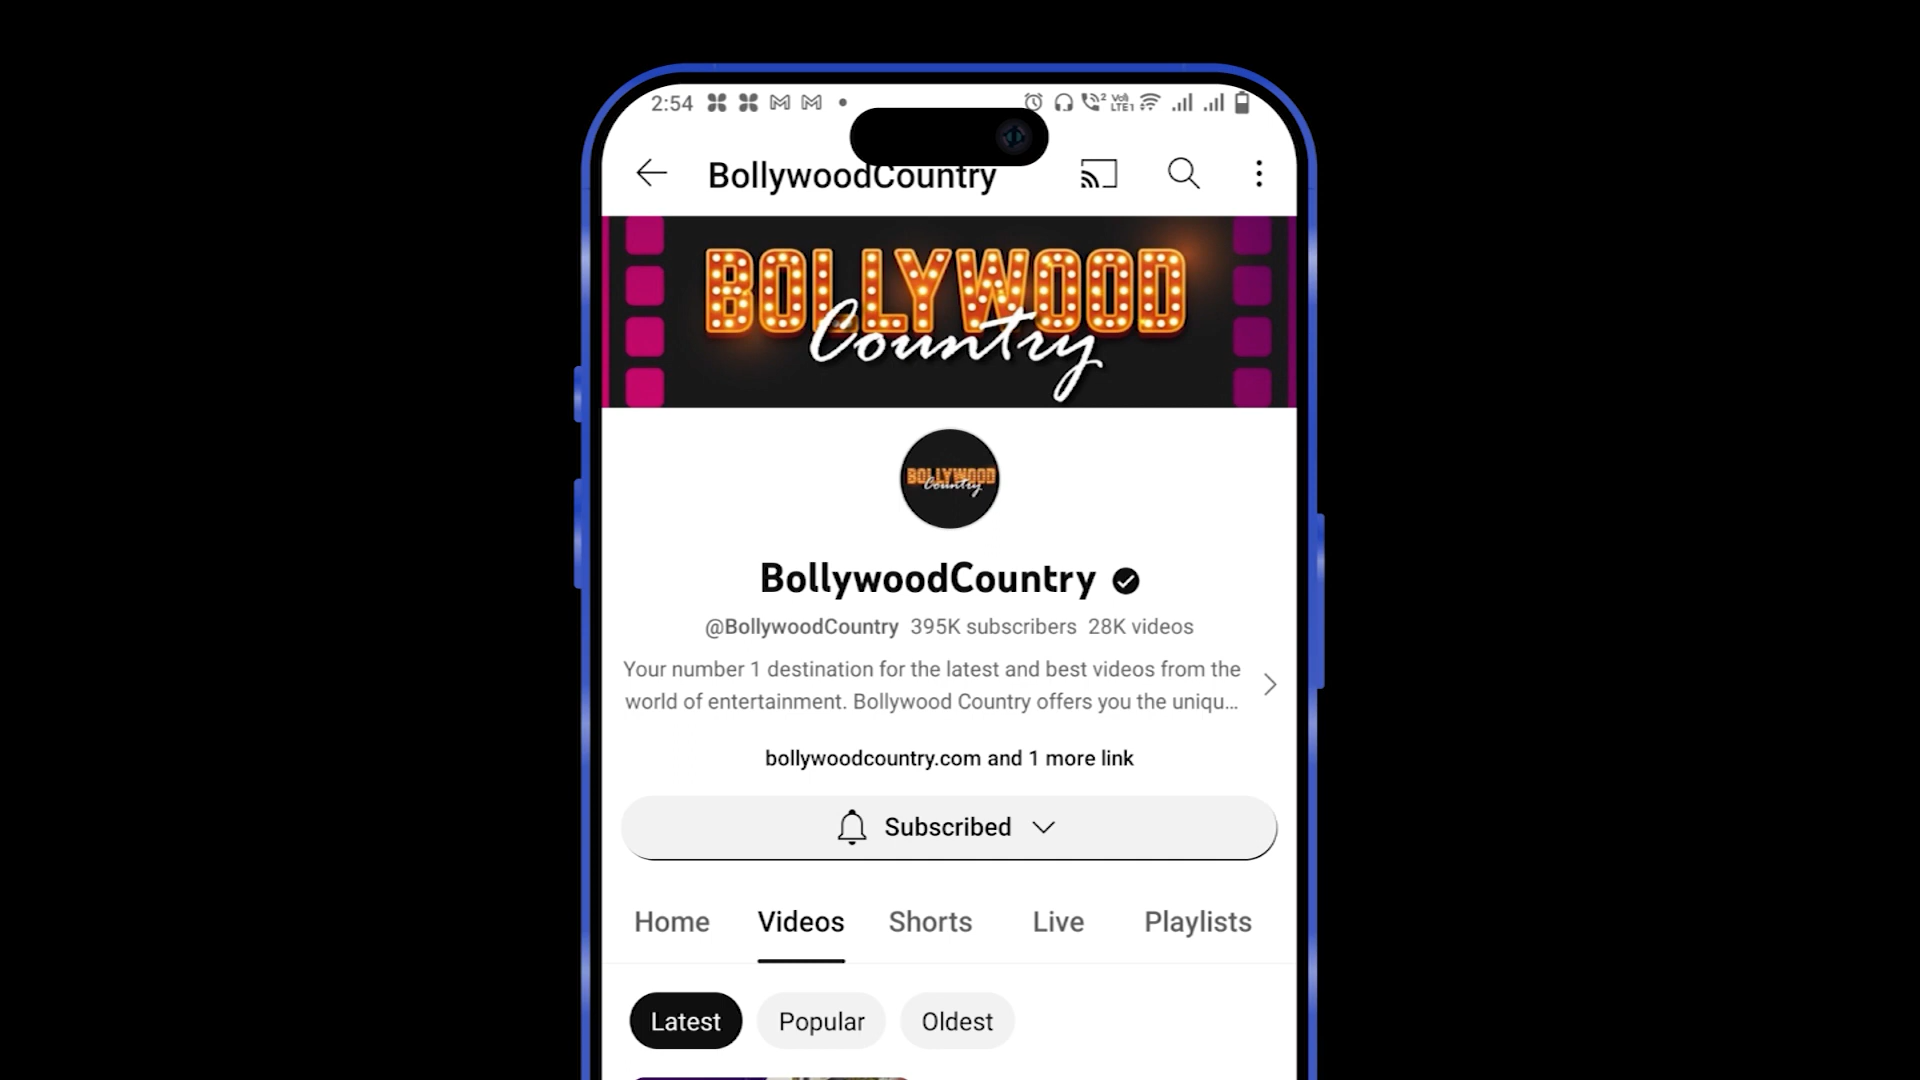 2:54
VoI) LTE1
BollywoodCountry
BOLLYWOOD
Country
BOLLYWOOD
Country
BollywoodCountry
@BollywoodCountry 395K subscribers 28K videos
Your number 1 destination for the latest and best videos from the
world of entertainment. Bollywood Country offers you the uniqu...
bollywoodcountry.com and 1 more link
Subscribed
Home Videos Shorts Live Playlists
Latest Popular Oldest